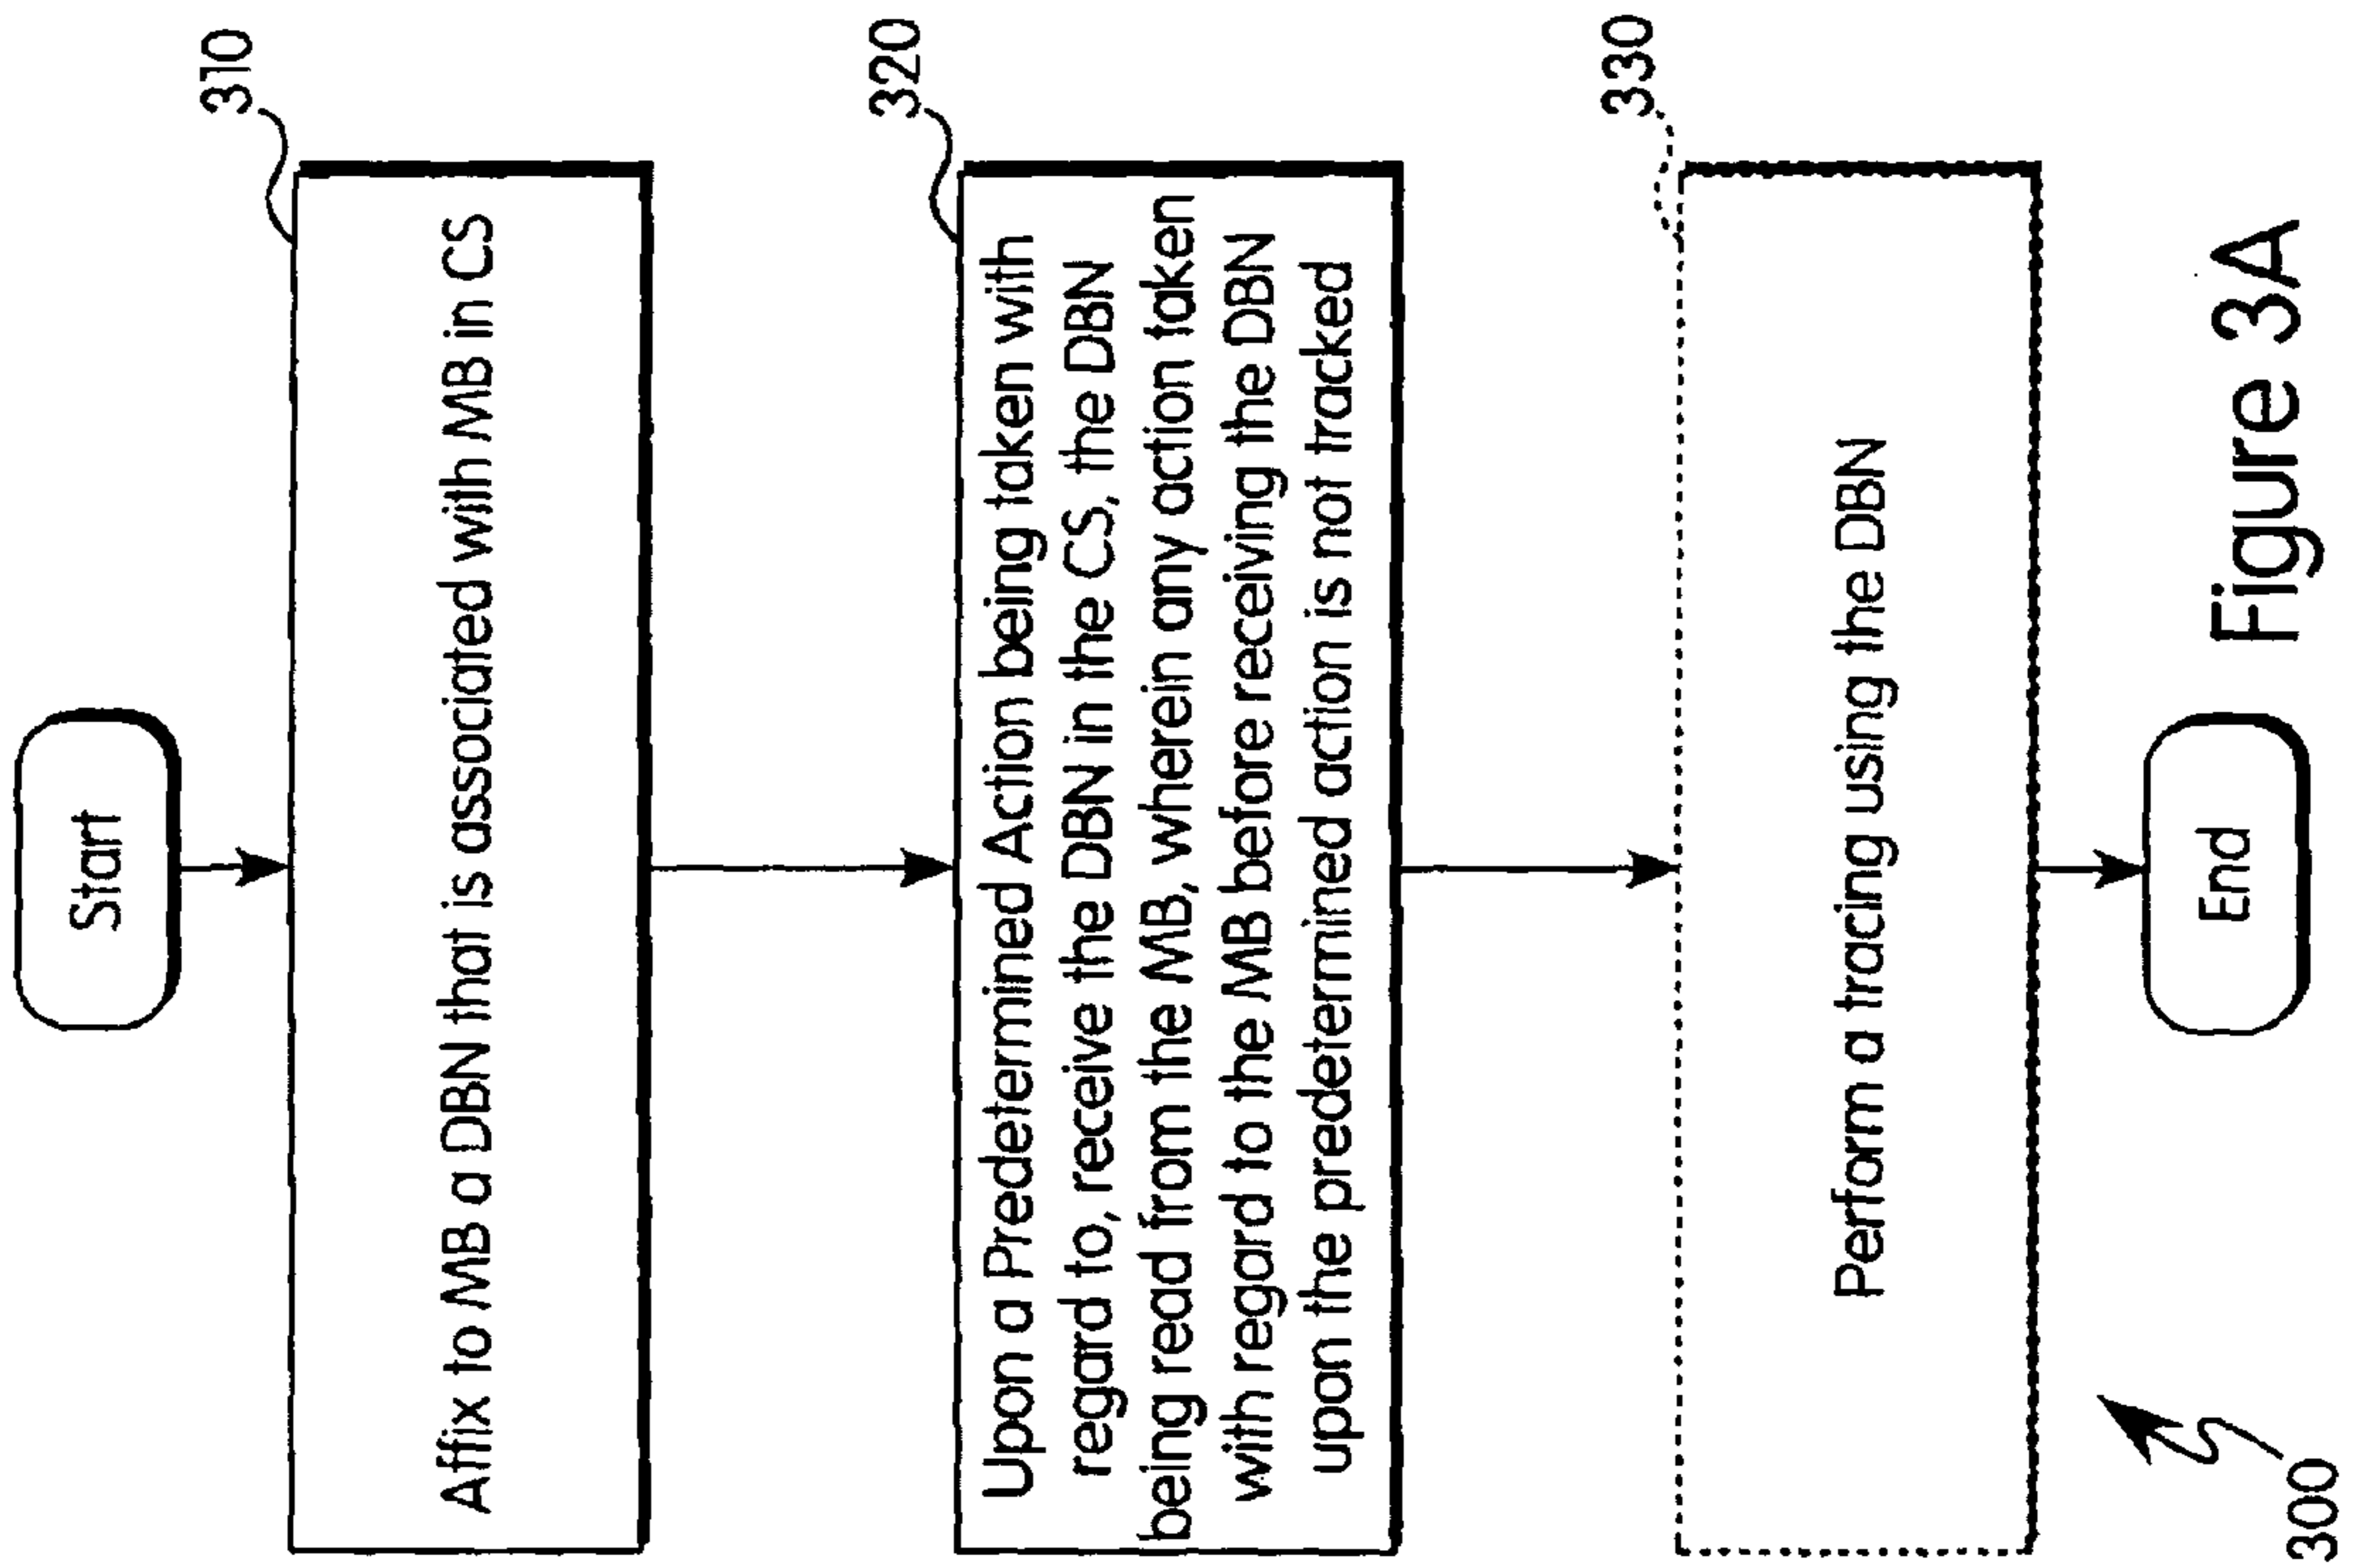 Start
310
Affix to MB a DBN that is associated with MB in CS
320
Upon a Predetermined Action being taken with
regard to, receive the DBN in the CS, the DBN
being read from the MB, wherein any action taken
with regard to the MB before receiving the DBN
upon the predetermined action is not tracked
330
Perform a tracing using the DBN
End
300
Figure 3A